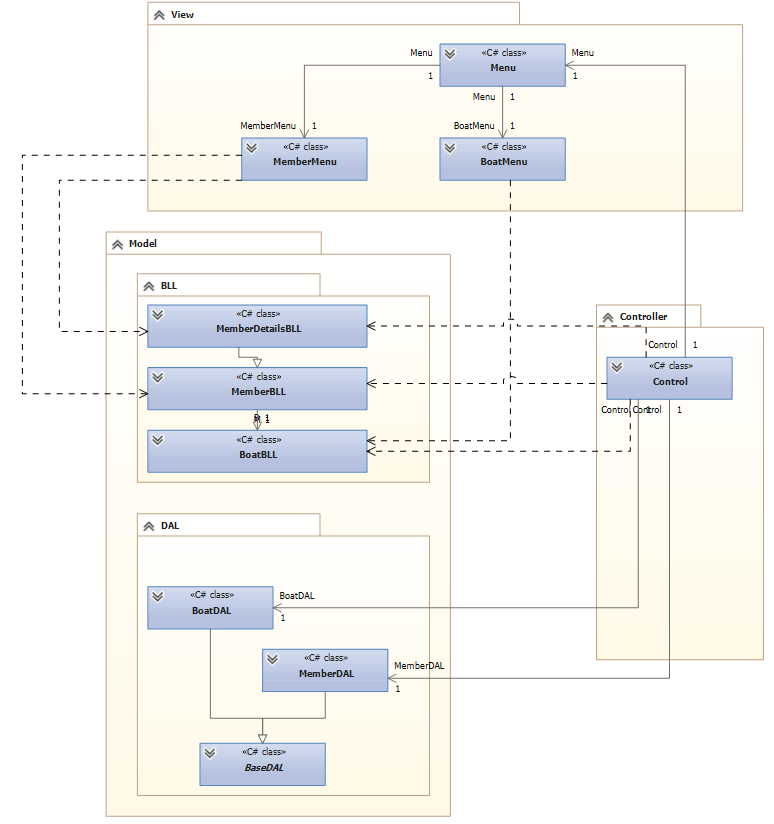 View
Menu
«C# class»
Menu
Menu
1
1
Menu
1
MemberMenu
1
BoatMenu
1
«C# class»
MemberMenu
«C# class»
BoatMenu
Model
BLL
«C# class»
MemberDetailsBLL
Controller
Control
1
«C# class»
MemberBLL
«C# class»
Control
Control
Control
1
1
«C# class»
BoatBLL
DAL
«C# class»
BoatDAL
BoatDAL
1
«C# class»
MemberDAL
MemberDAL
1
«C# class»
BaseDAL